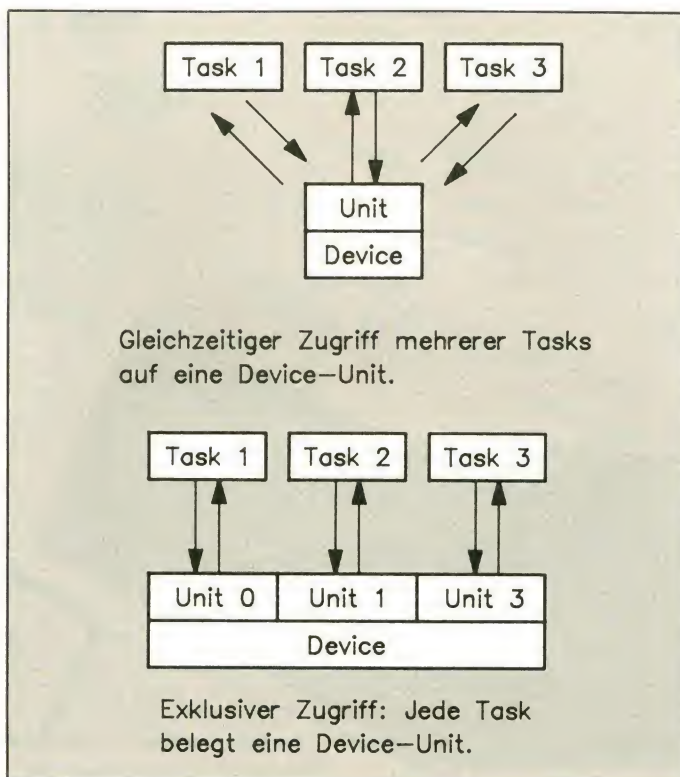 Task 1 Task 2 Task 3
Unit
Device
Gleichzeitiger Zugriff mehrerer Tasks
auf eine Device-Unit.
Task 1 Task 2 Task 3
Unit 0 Unit 1 Unit 3
Device
Exklusiver Zugriff: Jede Task
belegt eine Device-Unit.